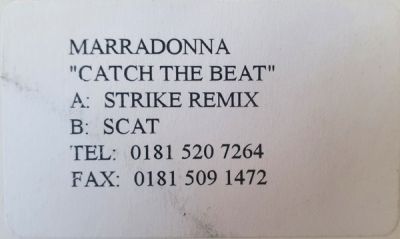 MARRADONNA
"CATCH THE BEAT"
A: STRIKE REMIX
B: SCAT
TEL: 0181 520 7264
FAX: 0181 509 1472